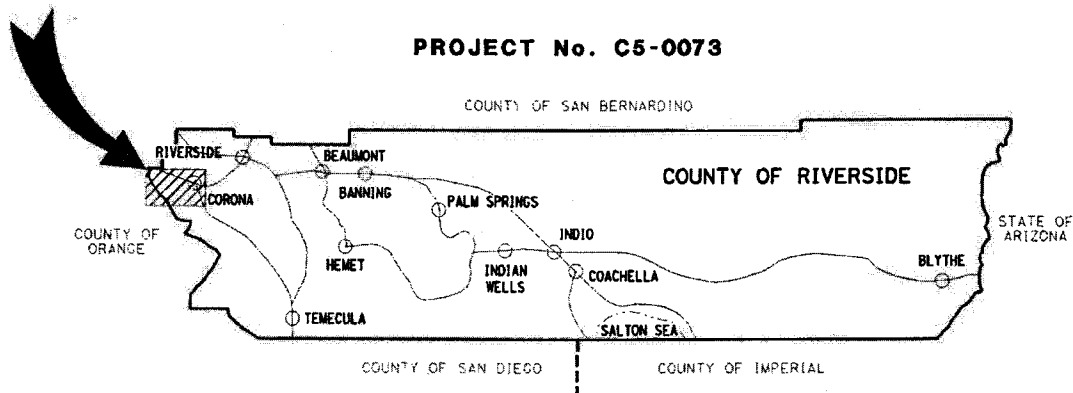 PROJECT No. C5-0073
COUNTY OF SAN BERNARDINO
RIVERSIDE
BEAUMONT
COUNTY OF RIVERSIDE
CORONA
BANNING
PALM SPRINGS
COUNTY OF
ORANGE
STATE OF
ARIZONA
HEMET
INDIO
INDIAN
WELLS
COACHELLA
BLYTHE
TEMECULA
SALTON SEA
COUNTY OF SAN DIEGO
COUNTY OF IMPERIAL